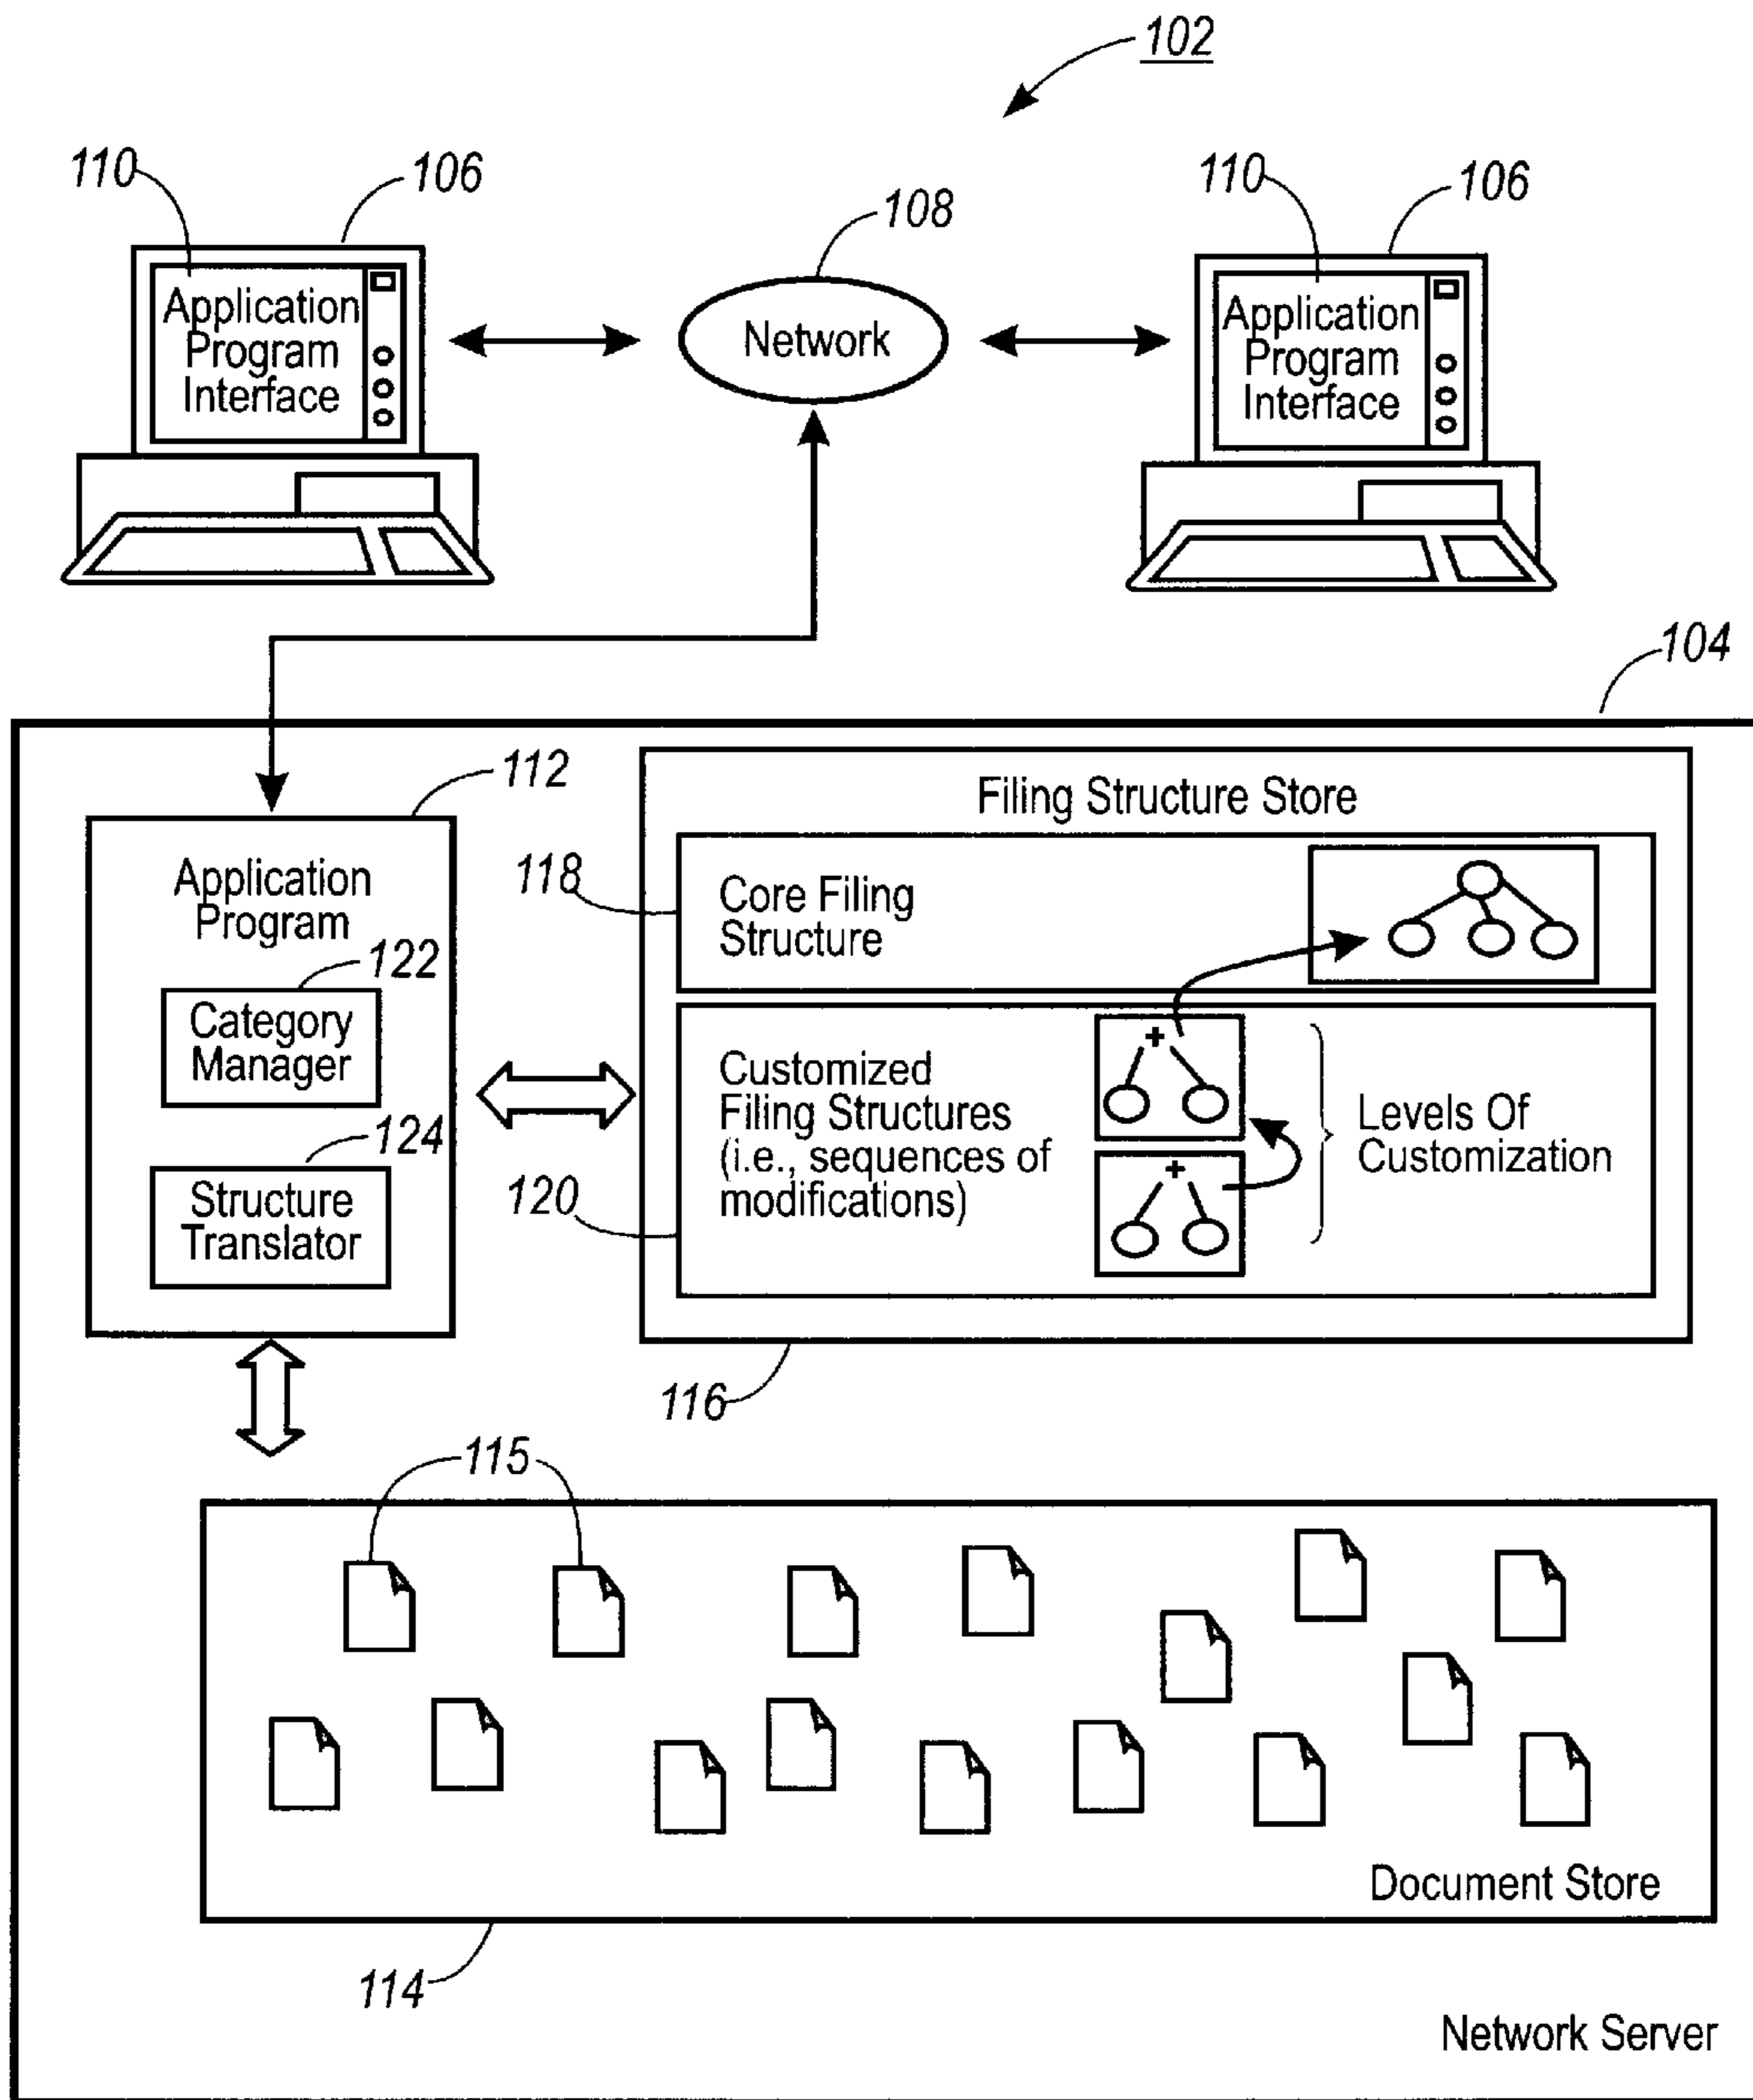 102
110
106
108
110
106
Application
Program
Interface
Network
Application
Program
Interface
104
112
Filing Structure Store
Application
Program
118
Core Filing
Structure
122
Category
Manager
+
Customized
Filing Structures
(i.e., sequences of
modifications)
Levels Of
Customization
124
Structure
Translator
+
120
116
115
Document Store
114
Network Server